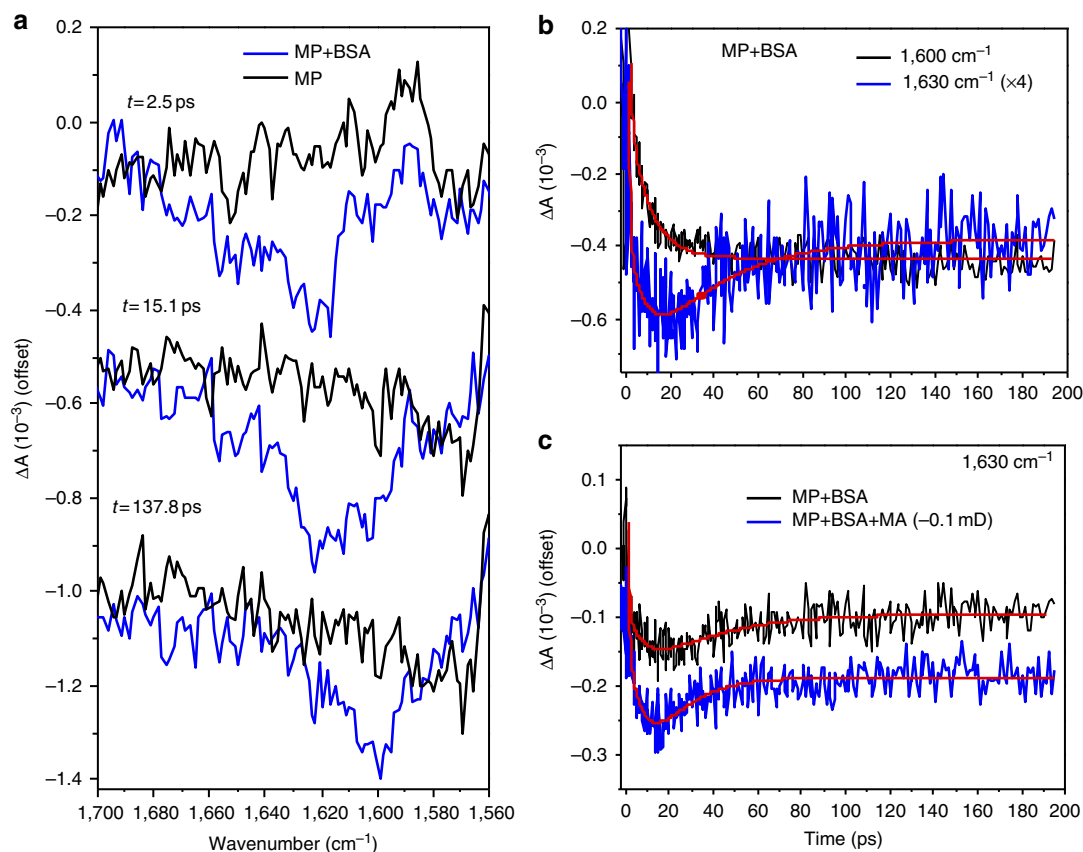 a
MP+BSA
MP
t=2.5 ps
t=15.1 ps
t=137.8 ps
0.2
0.0
−0.2
−0.4
−0.6
−0.8
−1.0
−1.2
−1.4
ΔA (10⁻³) (offset)
1,700
1,680
1,660
1,640
1,620
1,600
1,580
1,560
Wavenumber (cm⁻¹)
b
MP+BSA
1,600 cm⁻¹
1,630 cm⁻¹ (×4)
0.2
0.0
−0.2
−0.4
−0.6
ΔA (10⁻³)
0
20
40
60
80
100
120
140
160
180
200
c
1,630 cm⁻¹
MP+BSA
MP+BSA+MA (−0.1 mD)
0.1
0.0
−0.1
−0.2
−0.3
ΔA (10⁻³) (offset)
0
20
40
60
80
100
120
140
160
180
200
Time (ps)